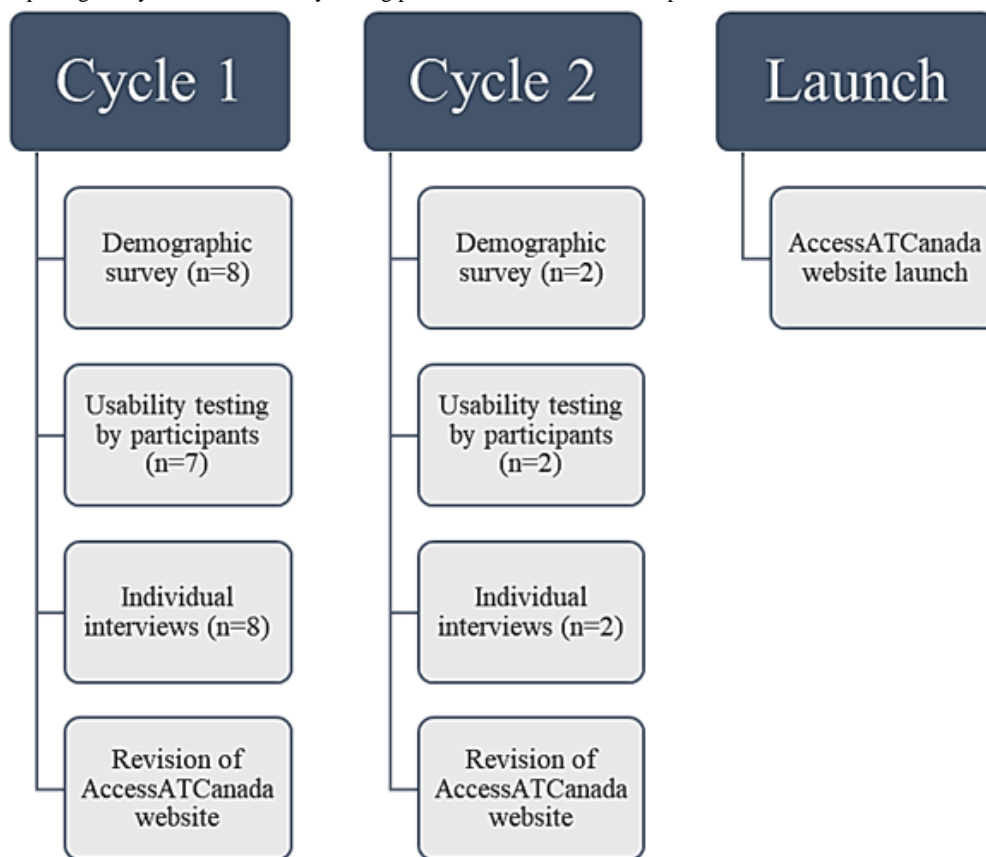 Cycle 1
Demographic
survey (n=8)
Usability testing
by participants
(n=7)
Individual
interviews (n=8)
Revision of
AccessATCanada
website
Cycle 2
Demographic
survey (n=2)
Usability testing
by participants
(n=2)
Individual
interviews (n=2)
Revision of
AccessATCanada
website
Launch
AccessATCanada
website launch